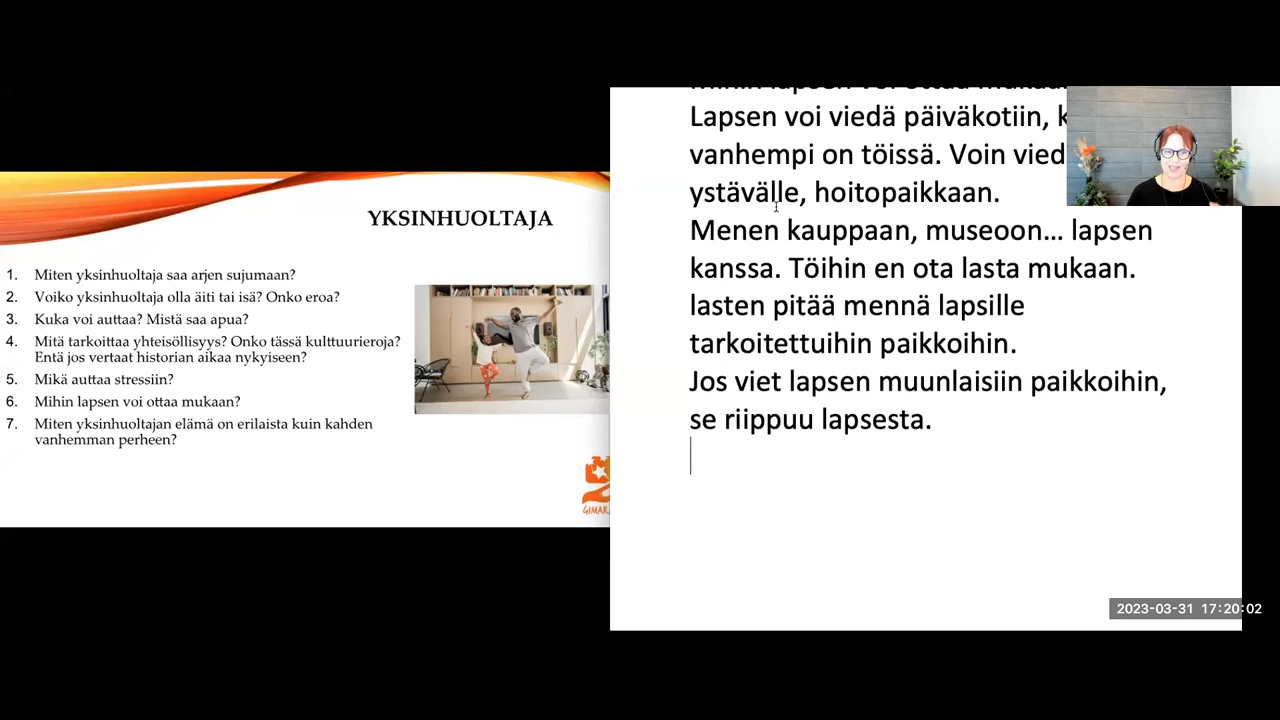 YKSINHUOLTAJA
1. Miten yksinhuoltaja saa arjen sujumaan?
2. Voiko yksinhuoltaja olla äiti tai isä? Onko eroa?
3. Kuka voi auttaa? Mistä saa apua?
4. Mitä tarkoittaa yhteisöllisyys? Onko tässä kulttuurieroja?
Entä jos vertaat historian aikaa nykyiseen?
5. Mikä auttaa stressiin?
6. Mihin lapsen voi ottaa mukaan?
7. Miten yksinhuoltajan elämä on erilaista kuin kahden
vanhemman perheen?
Lapsen voi viedä päiväkotiin,
vanhempi on töissä. Voin vied
ystävälle, hoitopaikkaan.
Menen kauppaan, museoon… lapsen
kanssa. Töihin en ota lasta mukaan.
lasten pitää mennä lapsille
tarkoitettuihin paikkoihin.
Jos viet lapsen muunlaisiin paikkoihin,
se riippuu lapsesta.
2023-03-31 17:20:02